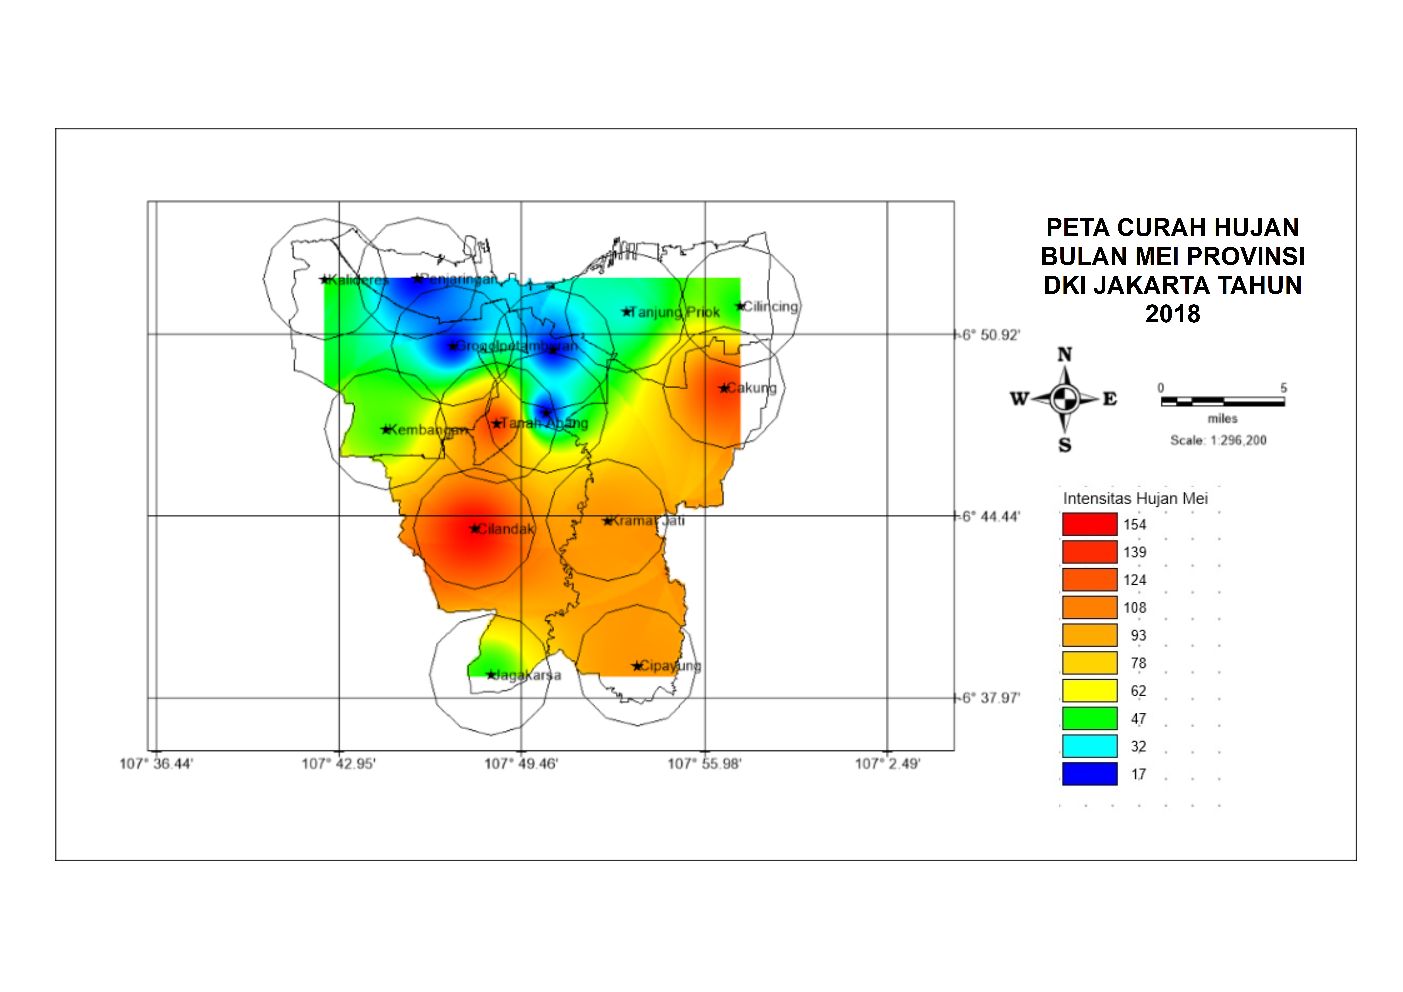 PETA CURAH HUJAN
BULAN MEI PROVINSI
DKI JAKARTA TAHUN
2018
Kalideres
Penjaringan
Tanjung Priok
Cilincing
Grogolpetamburan
Cakung
Kembangan
Tanah Abang
Cilandak
Kramat Jati
Jagakarsa
Cipayung
-6° 50.92'
-6° 44.44'
-6° 37.97'
107° 36.44'
107° 42.95'
107° 49.46'
107° 55.98'
107° 2.49'
N
W
E
S
0 5
miles
Scale: 1:296,200
Intensitas Hujan Mei
154
139
124
108
93
78
62
47
32
17